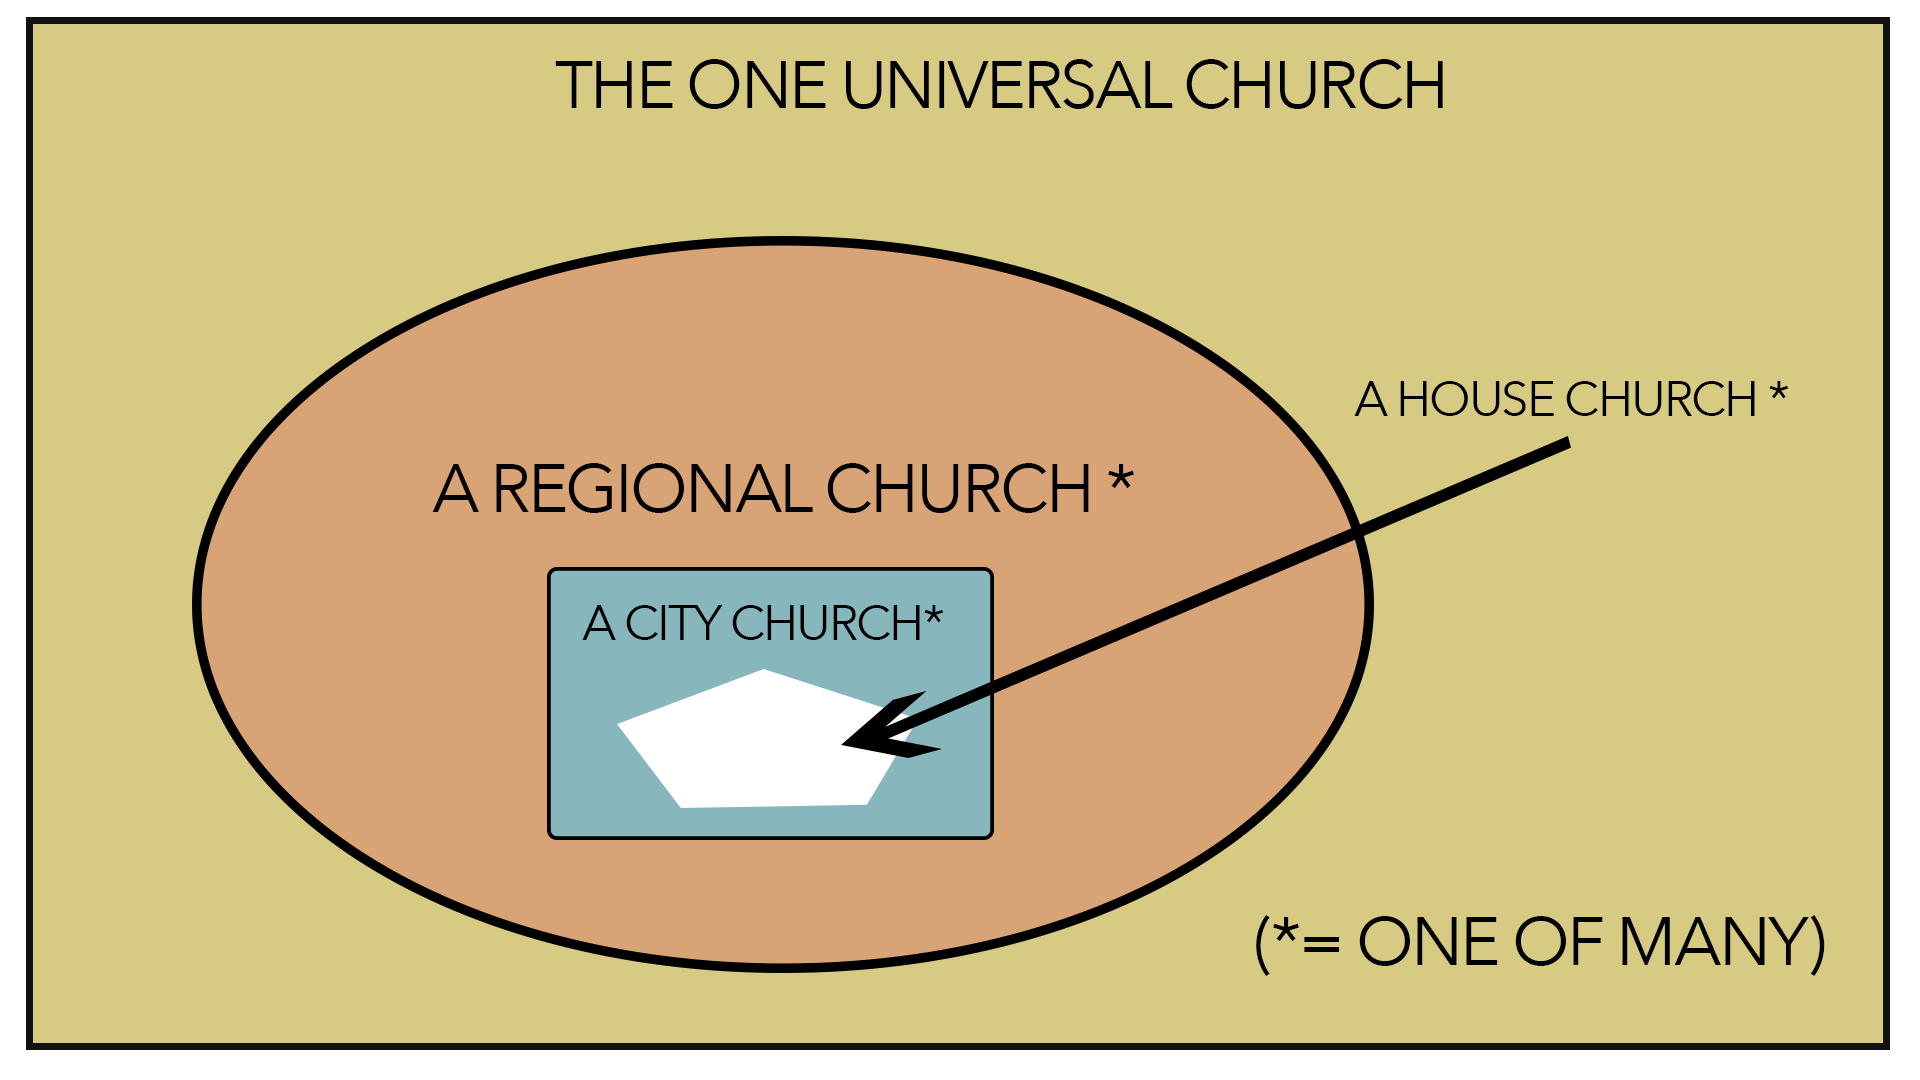 THE ONE UNIVERSAL CHURCH
A HOUSE CHURCH *
A REGIONAL CHURCH *
A CITY CHURCH*
(*= ONE OF MANY)